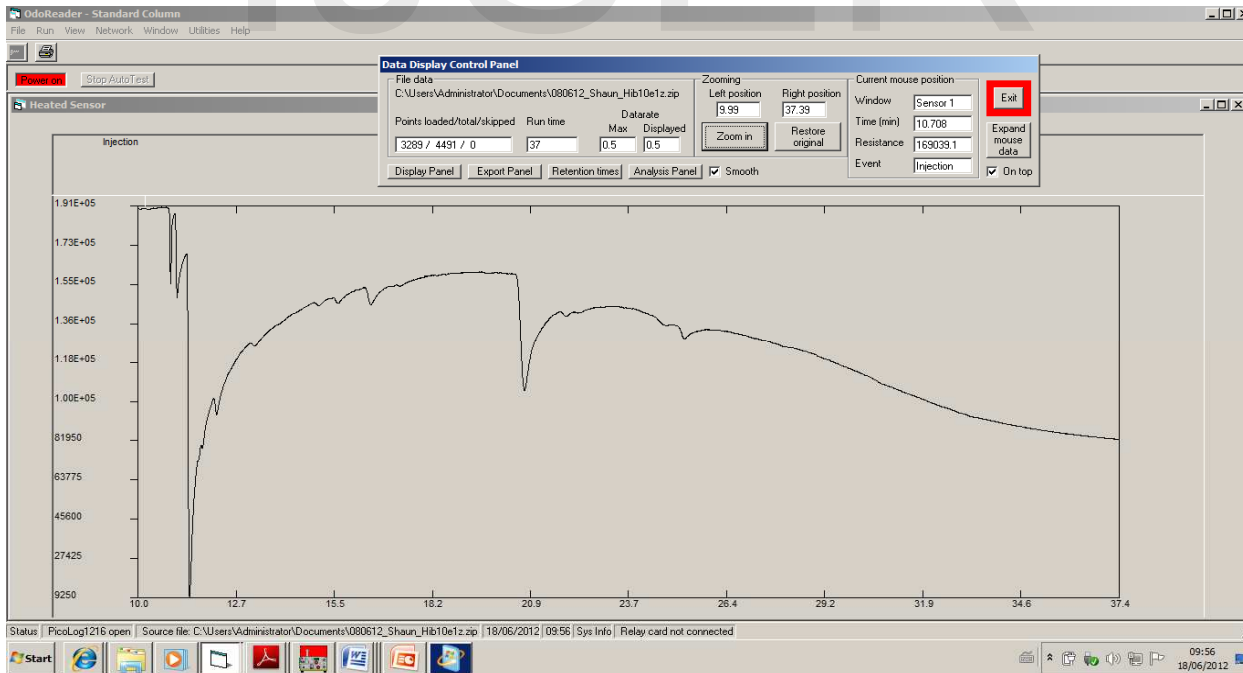 OdoReader - Standard Column
File Run View Network Window Utilities Help
Power on Stop AutoTest
Heated Sensor
Injection
Data Display Control Panel
File data
C:\Users\Administrator\Documents\080612_Shaun_Hib10e1z.zip
Points loaded/total/skipped Run time Datarate
Max Displayed
3289 / 4491 / 0 37 0.5 0.5
Zooming
Left position Right position
9.99 37.39
Zoom in Restore original
Current mouse position
Window Sensor 1
Time (min) 10.708
Resistance 169039.1
Event Injection
Exit
Expand mouse data
On top
Display Panel Export Panel Retention times Analysis Panel Smooth
1.91E+05
1.73E+05
1.55E+05
1.36E+05
1.18E+05
1.00E+05
81950
63775
45600
27425
9250
10.0 12.7 15.5 18.2 20.9 23.7 26.4 29.2 31.9 34.6 37.4
Status PicoLog1216 open Source file: C:\Users\Administrator\Documents\080612_Shaun_Hib10e1z.zip 18/06/2012 09:56 Sys Info Relay card not connected
Start
09:56
18/06/2012